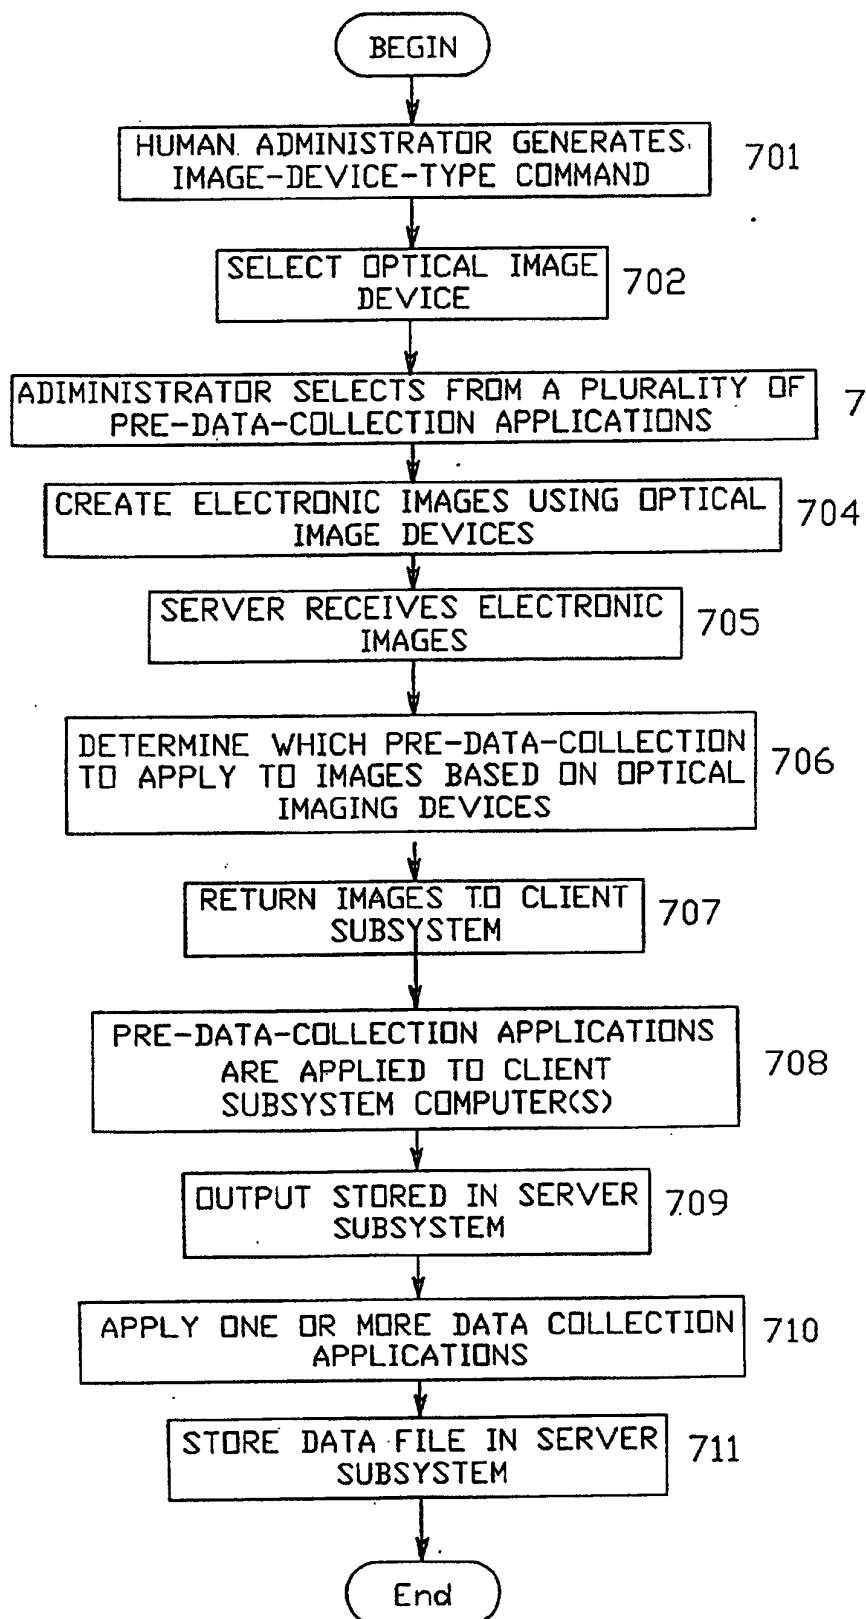 BEGIN
HUMAN ADMINISTRATOR GENERATES
IMAGE-DEVICE-TYPE COMMAND
701
SELECT OPTICAL IMAGE
DEVICE
702
ADIMINISTRATOR SELECTS FROM A PLURALITY OF
PRE-DATA-COLLECTION APPLICATIONS
7
CREATE ELECTRONIC IMAGES USING OPTICAL
IMAGE DEVICES
704
SERVER RECEIVES ELECTRONIC
IMAGES
705
DETERMINE WHICH PRE-DATA-COLLECTION
TO APPLY TO IMAGES BASED ON OPTICAL
IMAGING DEVICES
706
RETURN IMAGES TO CLIENT
SUBSYSTEM
707
PRE-DATA-COLLECTION APPLICATIONS
ARE APPLIED TO CLIENT
SUBSYSTEM COMPUTER(S)
708
OUTPUT STORED IN SERVER
SUBSYSTEM
709
APPLY ONE OR MORE DATA COLLECTION
APPLICATIONS
710
STORE DATA FILE IN SERVER
SUBSYSTEM
711
End